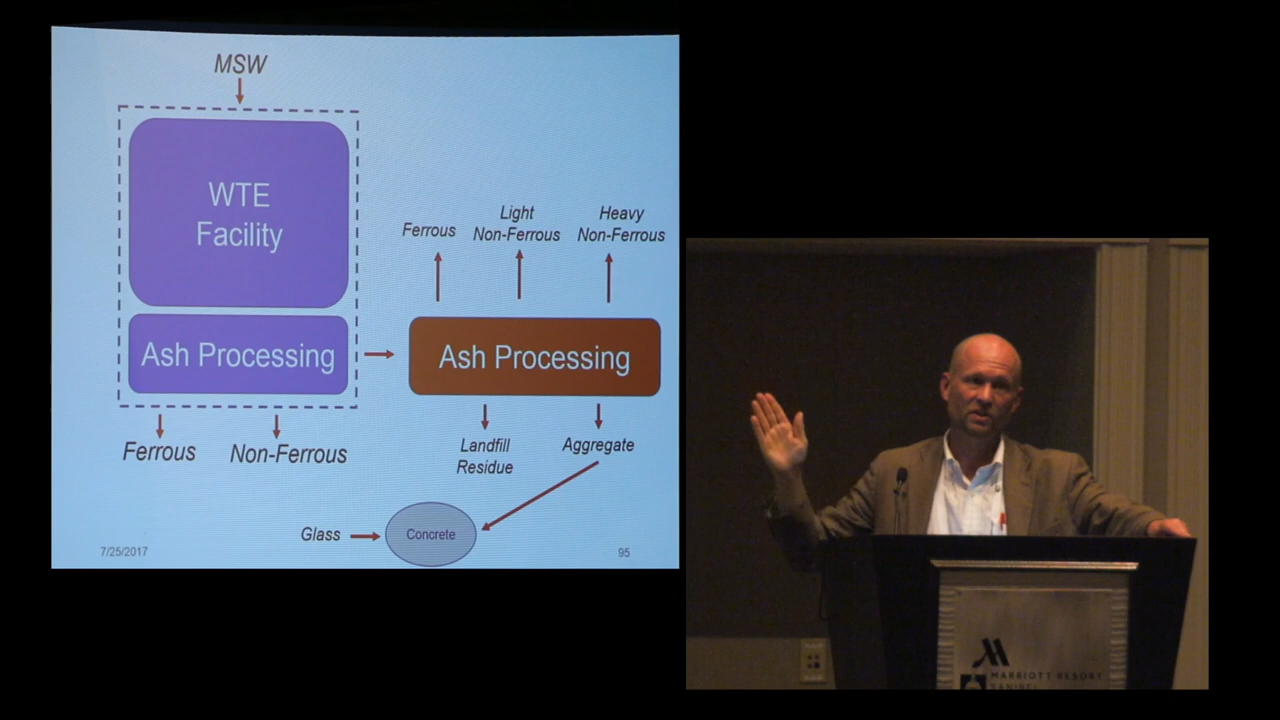 MSW
WTE
Facility
Ash Processing
Ferrous
Non-Ferrous
Ferrous
Light
Non-Ferrous
Heavy
Non-Ferrous
Ash Processing
Landfill
Residue
Aggregate
Glass
Concrete
7/25/2017
95
MARRIOTT RESORT
SANIBEL